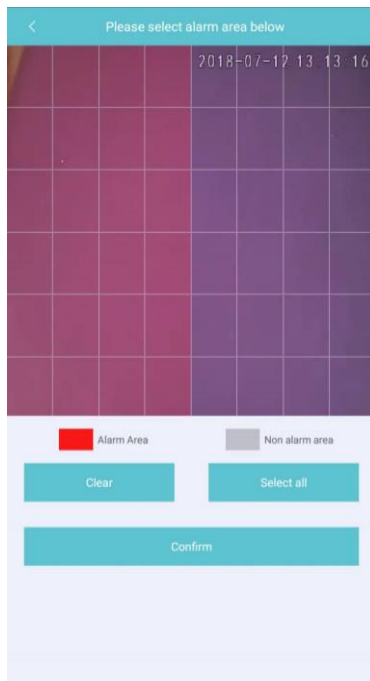 Please select alarm area below
2018-07-12 13:13:16
Alarm Area
Non alarm area
Clear
Select all
Confirm